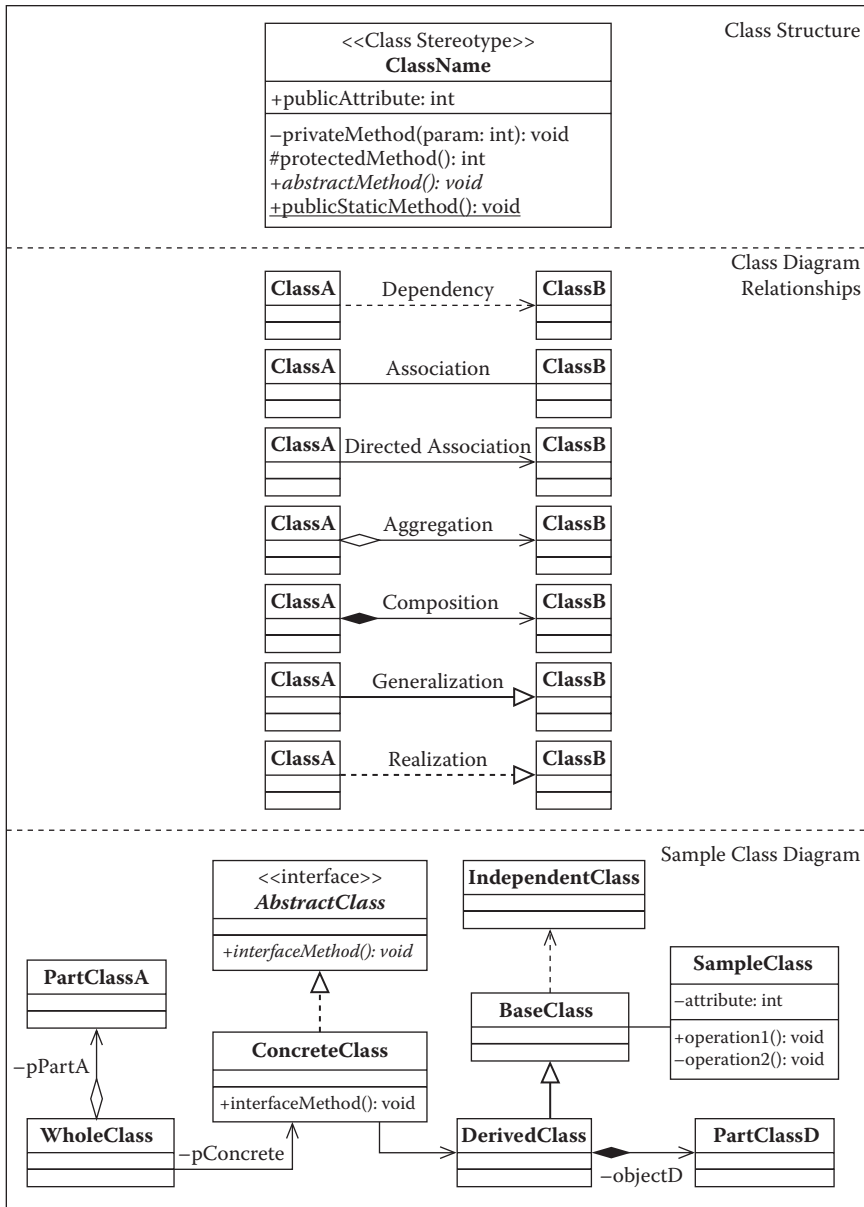 Class Structure
<<Class Stereotype>>
ClassName
+publicAttribute: int
–privateMethod(param: int): void
#protectedMethod(): int
+abstractMethod(): void
+publicStaticMethod(): void
Class Diagram
Relationships
ClassA Dependency ClassB
ClassA Association ClassB
ClassA Directed Association ClassB
ClassA Aggregation ClassB
ClassA Composition ClassB
ClassA Generalization ClassB
ClassA Realization ClassB
Sample Class Diagram
<<interface>>
AbstractClass
+interfaceMethod(): void
IndependentClass
PartClassA
SampleClass
–attribute: int
+operation1(): void
–operation2(): void
BaseClass
ConcreteClass
+interfaceMethod(): void
–pPartA
WholeClass
–pConcrete
DerivedClass
–objectD
PartClassD